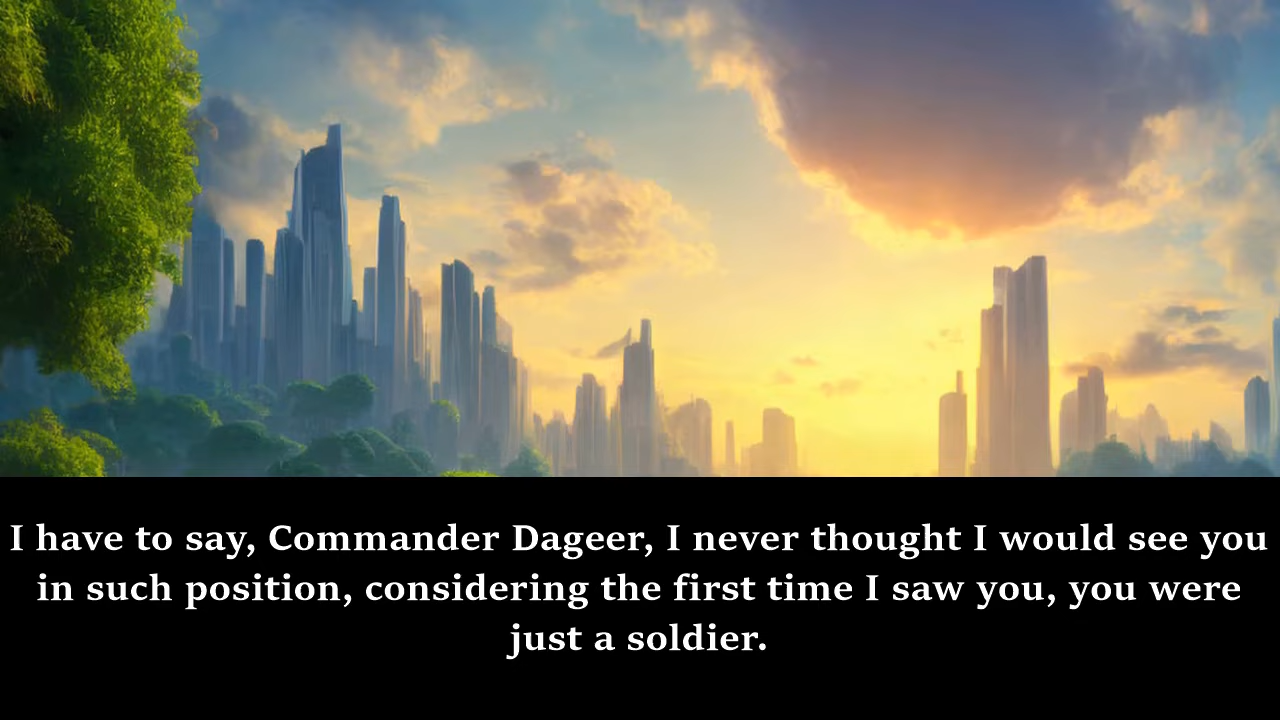 I have to say, Commander Dageer, I never thought I would see you
in such position, considering the first time I saw you, you were
just a soldier.